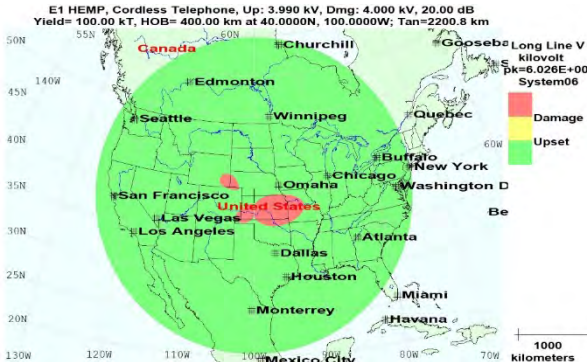 E1 HEMP, Cordless Telephone, Up: 3.990 kV, Dmg: 4.000 kV, 20.00 dB
Yield= 100.00 kT, HOB= 400.00 km at 40.0000N, 100.0000W; Tan=2200.8 km
50N
55N
60W
Canada
Churchill
Gooseba
Long Line V
kilovolt
pk=6.026E+00
System06
140W
Edmonton
45N
Seattle
Winnipeg
Quebec
Damage
Upset
40N
60W
Buffalo
New York
Chicago
35N
San Francisco
Omaha
Washington D
United States
Be
Las Vegas
30N
Los Angeles
Atlanta
Dallas
25N
Houston
Miami
20N
Monterrey
Havana
130W
120W
110W
100W
90W
80W
70W
Mexico City
1000
kilometers